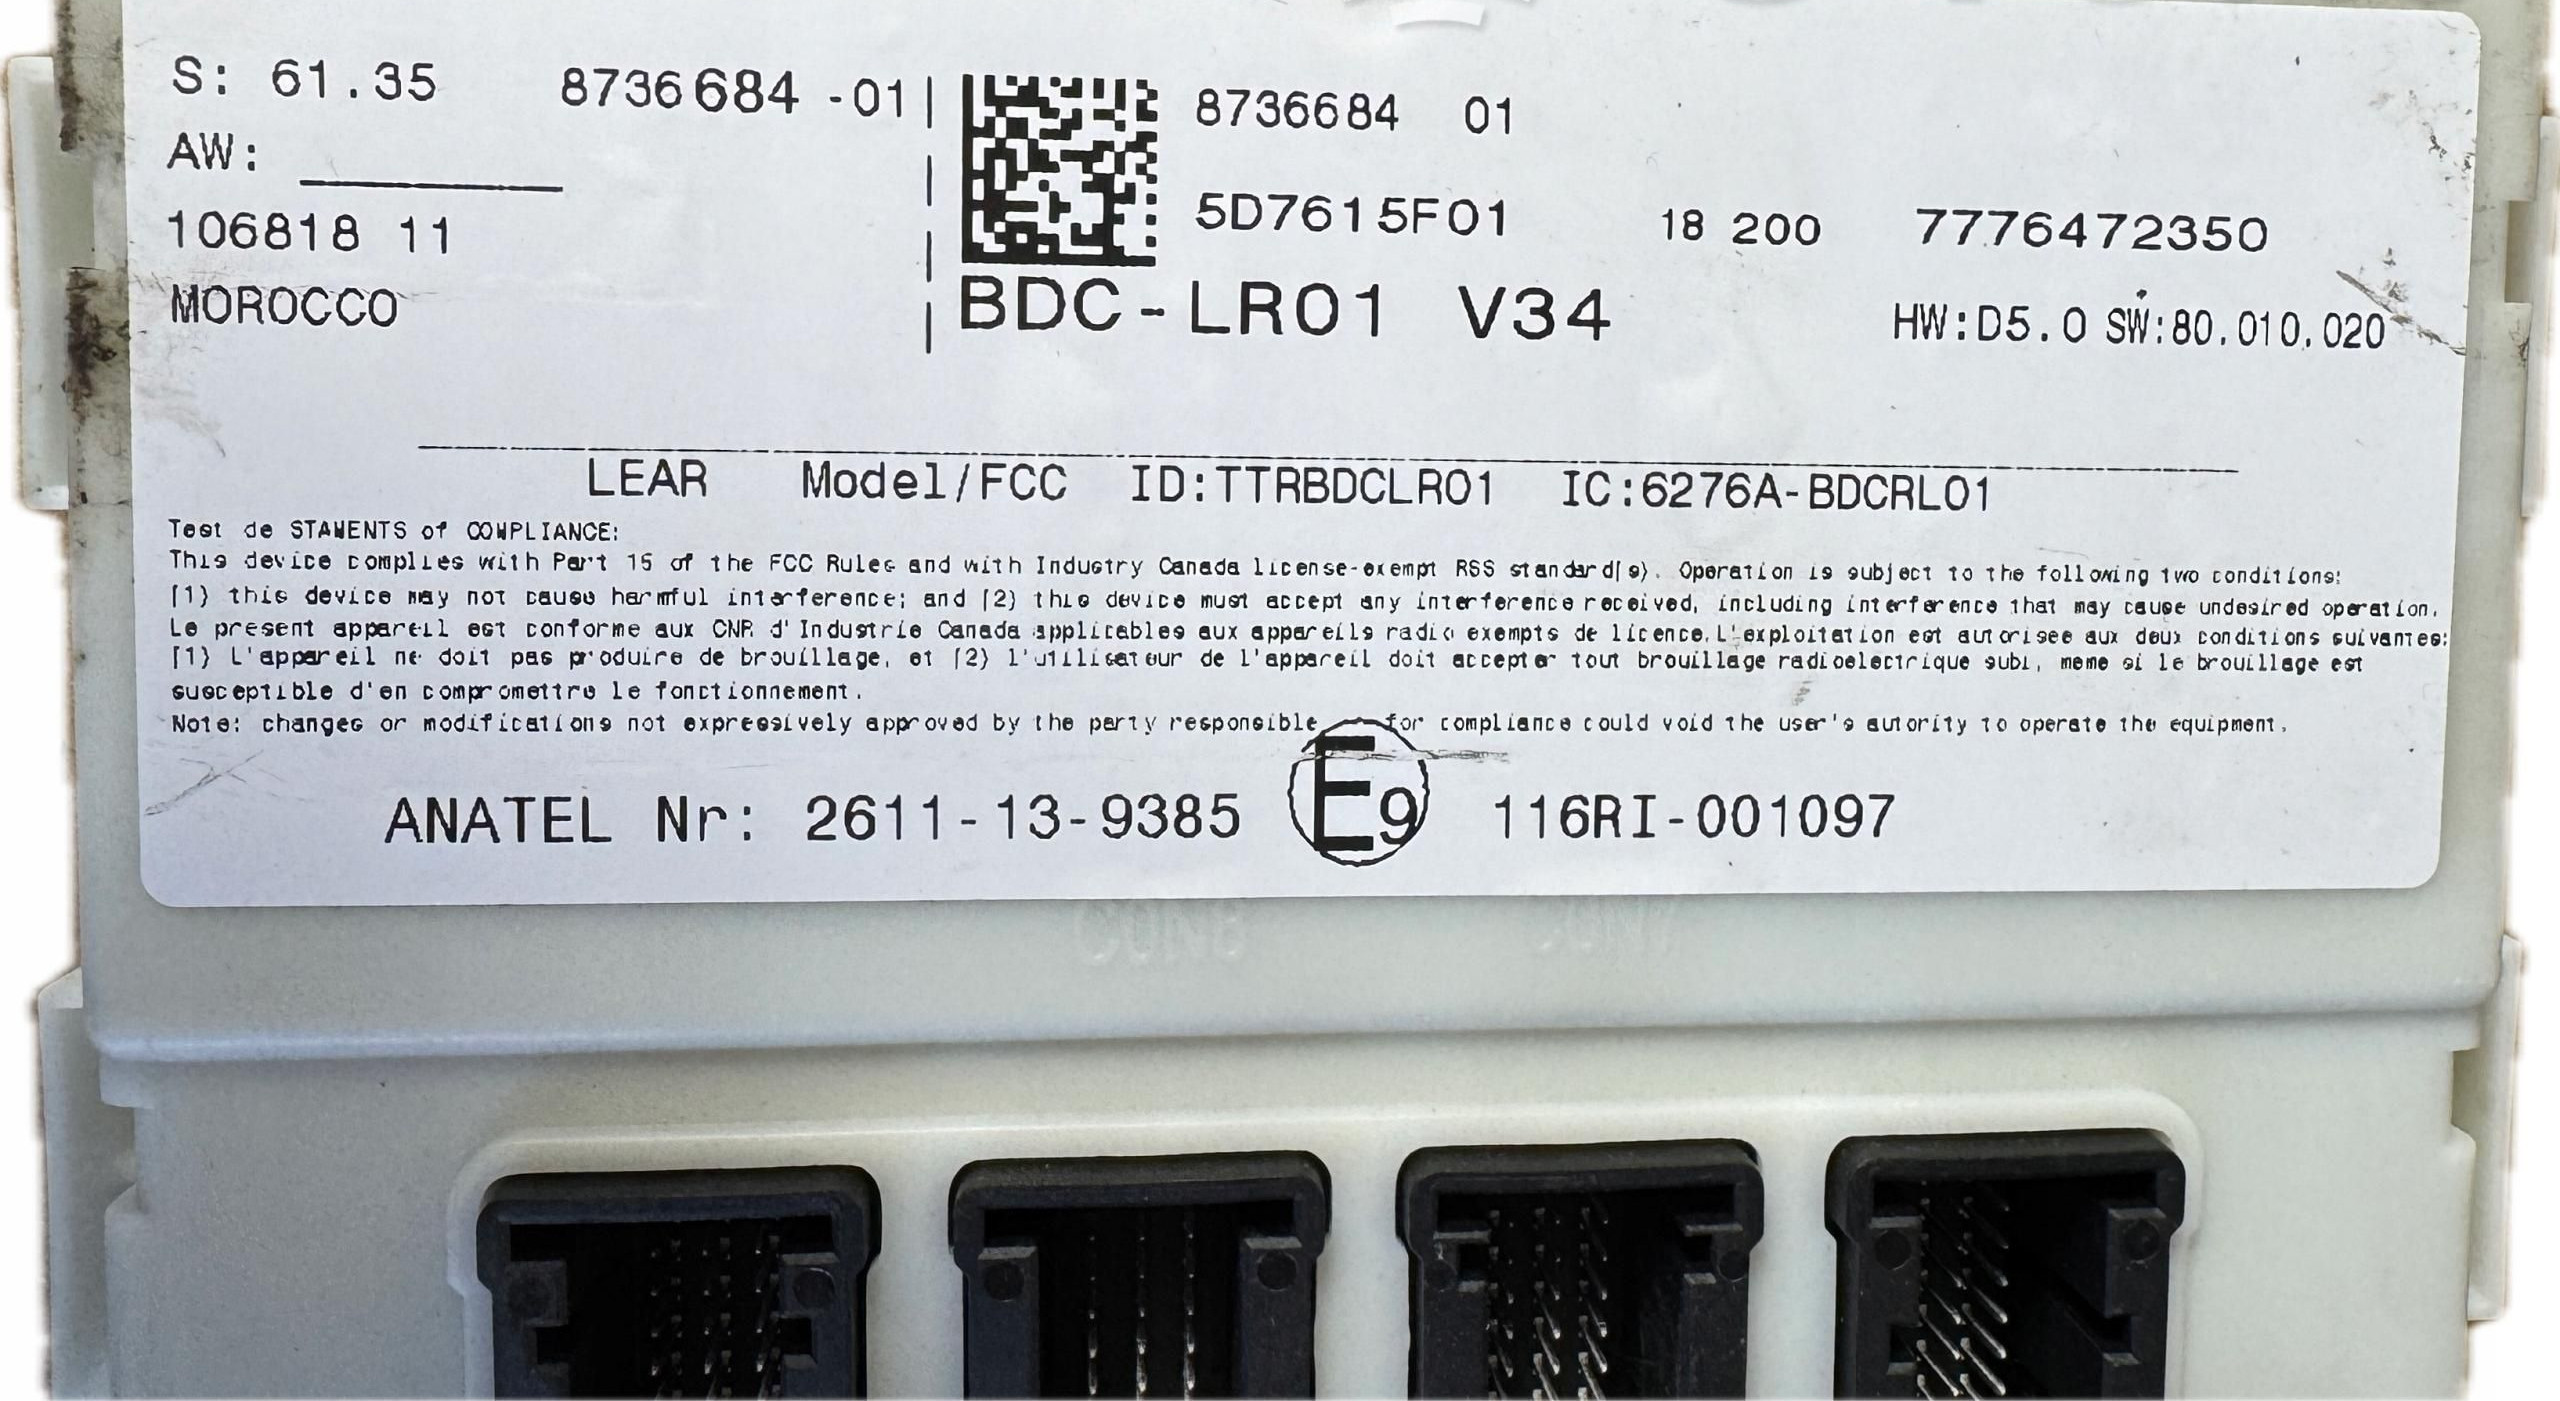 S: 61.35 8736684 -01
AW:
106818 11
MOROCCO
8736684 01
5D7615F01 18 200 7776472350
BDC-LR01 V34
HW:D5.0 SW:80.010.020
LEAR Model/FCC ID:TTRBDCLR01 IC:6276A-BDCRL01
Test de STAMENTS of COMPLIANCE:
This device complies with Part 15 of the FCC Rules and with Industry Canada license-exempt RSS standard(s). Operation is subject to the following two conditions:
(1) this device may not cause harmful interference; and (2) this device must accept any interference received, including interference that may cause undesired operation.
Le present appareil est conforme aux CNR d'Industrie Canada applicables aux appareils radio exempts de licence.L'exploitation est autorisee aux deux conditions suivantes:
(1) L'appareil ne doit pas produire de brouillage, et (2) l'utilisateur de l'appareil doit accepter tout brouillage radioelectrique subi, meme si le brouillage est
susceptible d'en compromettre le fonctionnement.
Note: changes or modifications not expressively approved by the party responsible for compliance could void the user's autority to operate the equipment.
ANATEL Nr: 2611-13-9385 E9 116RI-001097